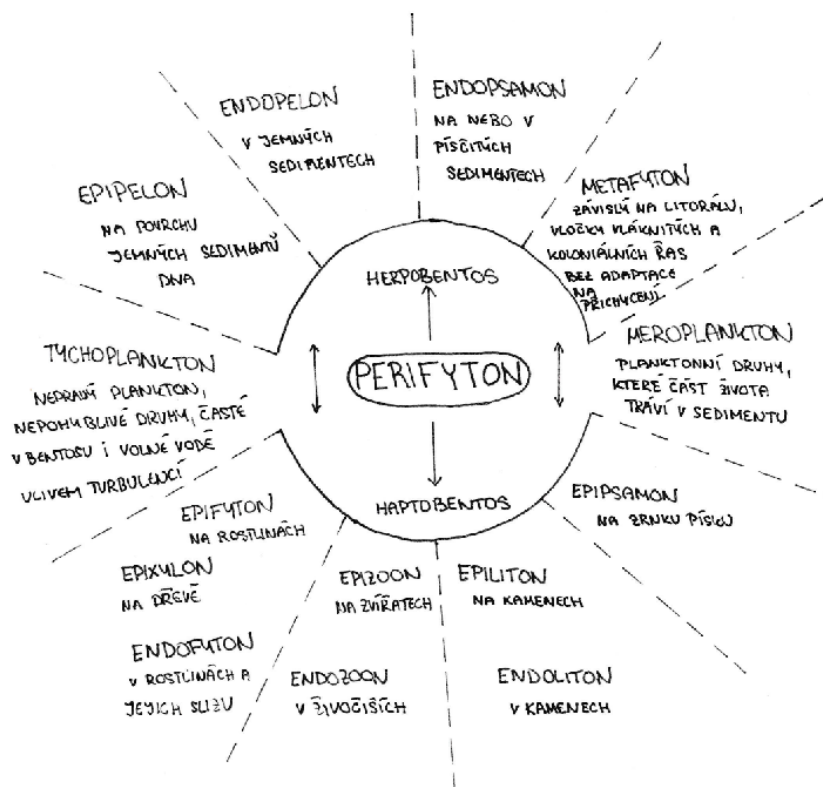 ENDOPELON
V JEMNÝCH
SEDIMENTECH
ENDOPSAMON
NA NEBO V
PÍSČITÝCH
SEDIMENTECH
EPIPELON
NA POVRCHU
JEMNÝCH SEDIMENTŮ
DNA
METAFYTON
ZÁVISLÝ NA LITORÁLU,
VLOČKY VLÁKNITÝCH A
KOLONIÁLNÍCH ŘAS
BEZ ADAPTACE
NA
PŘICHYCENÍ
HERPOBENTOS
TYCHOPLANKTON
NEPRAVÝ PLANKTON,
NEPOHYBLIVÉ DRUHY, ČASTÉ
V BENTOSU I VOLNÉ VODĚ
VLIVEM TURBULENCÍ
PERIFYTON
MEROPLANKTON
PLANKTONNÍ DRUHY,
KTERÉ ČÁST ŽIVOTA
TRÁVÍ V SEDIMENTU
HAPTOBENTOS
EPIFYTON
NA ROSTLINÁCH
EPIXYLON
NA DŘEVĚ
ENDOFYTON
V ROSTLINÁCH A
JEJICH SLIZU
EPIZOON
NA ZVÍŘATECH
ENDOZOON
V ŽIVOČIŠÍCH
EPILITON
NA KAMENECH
ENDOLITON
V KAMENECH
EPIPSAMON
NA ZRNKU PÍSKU